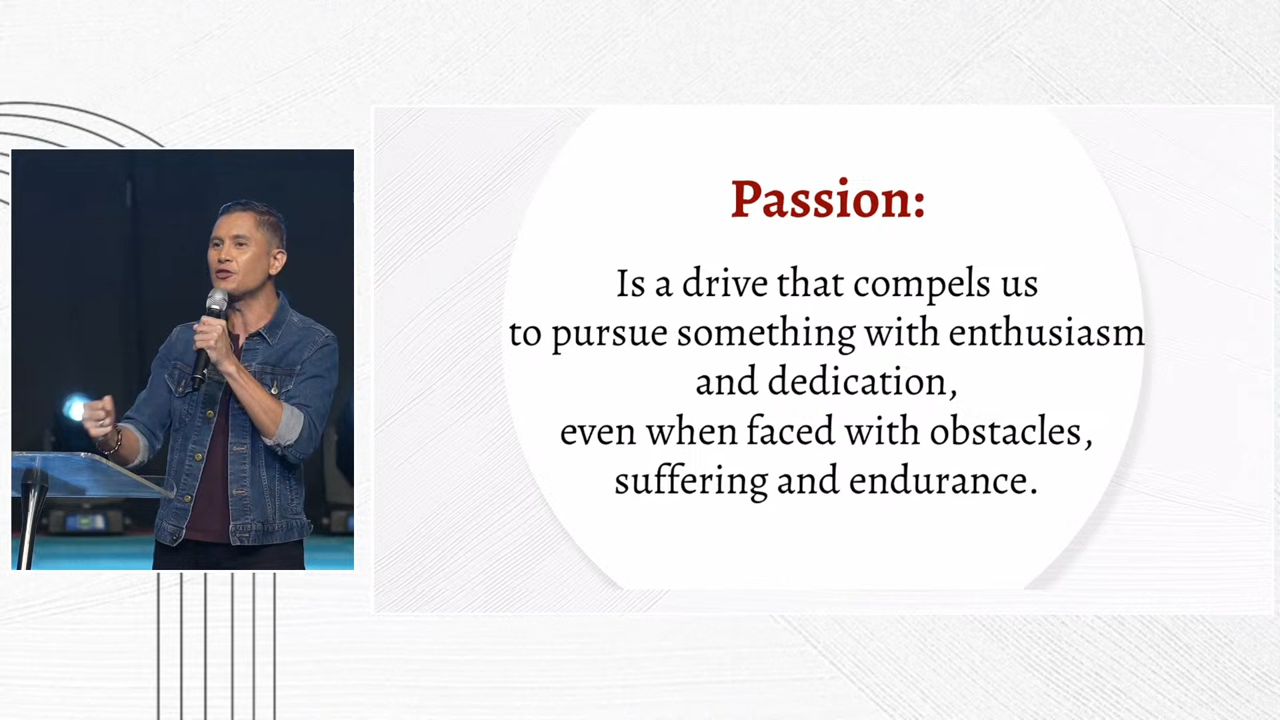 Passion:
Is a drive that compels us
to pursue something with enthusiasm
and dedication,
even when faced with obstacles,
suffering and endurance.